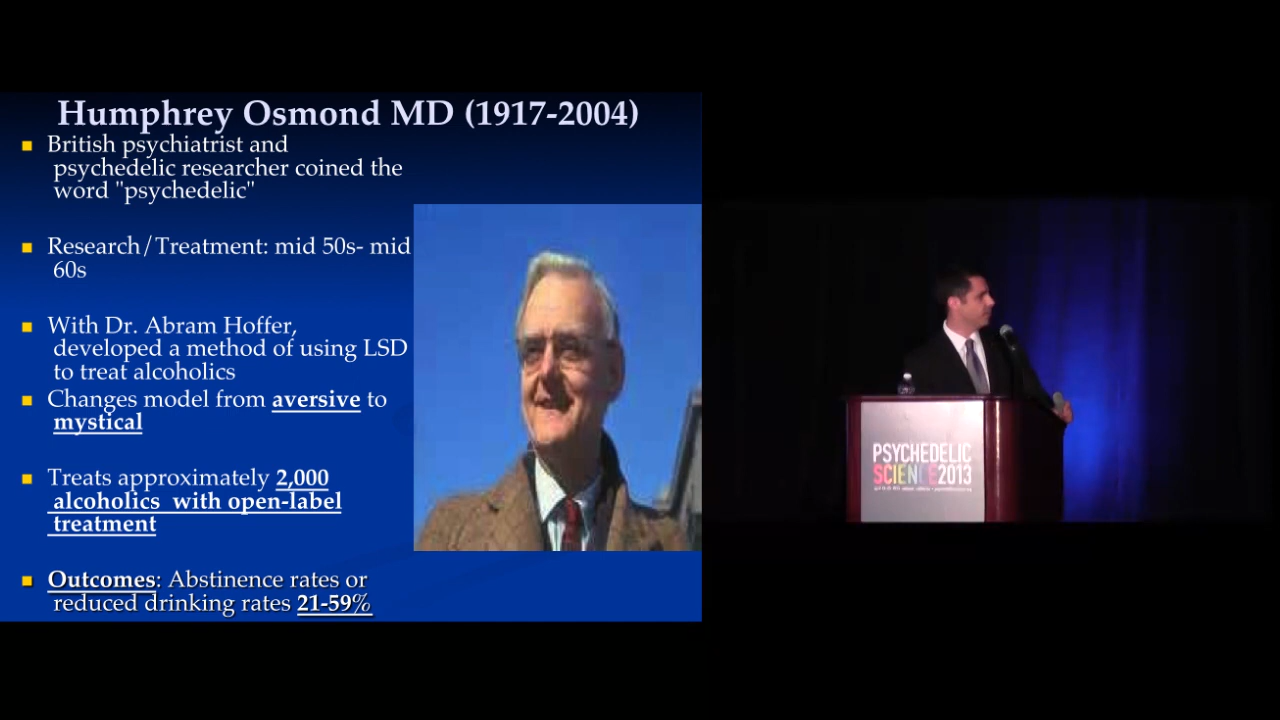 Humphrey Osmond MD (1917-2004)
British psychiatrist and
psychedelic researcher coined the
word "psychedelic"
Research/Treatment: mid 50s- mid
60s
With Dr. Abram Hoffer,
developed a method of using LSD
to treat alcoholics
Changes model from aversive to
mystical
Treats approximately 2,000
alcoholics with open-label
treatment
Outcomes: Abstinence rates or
reduced drinking rates 21-59%
PSYCHEDELIC
SCIENCE2013